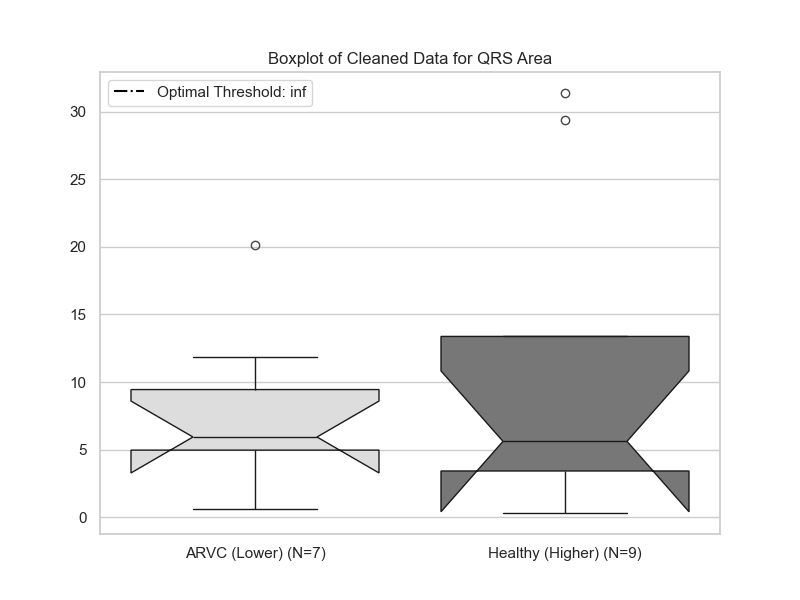 Boxplot of Cleaned Data for QRS Area
Optimal Threshold: inf
30
25
20
15
10
5
0
ARVC (Lower) (N=7)
Healthy (Higher) (N=9)